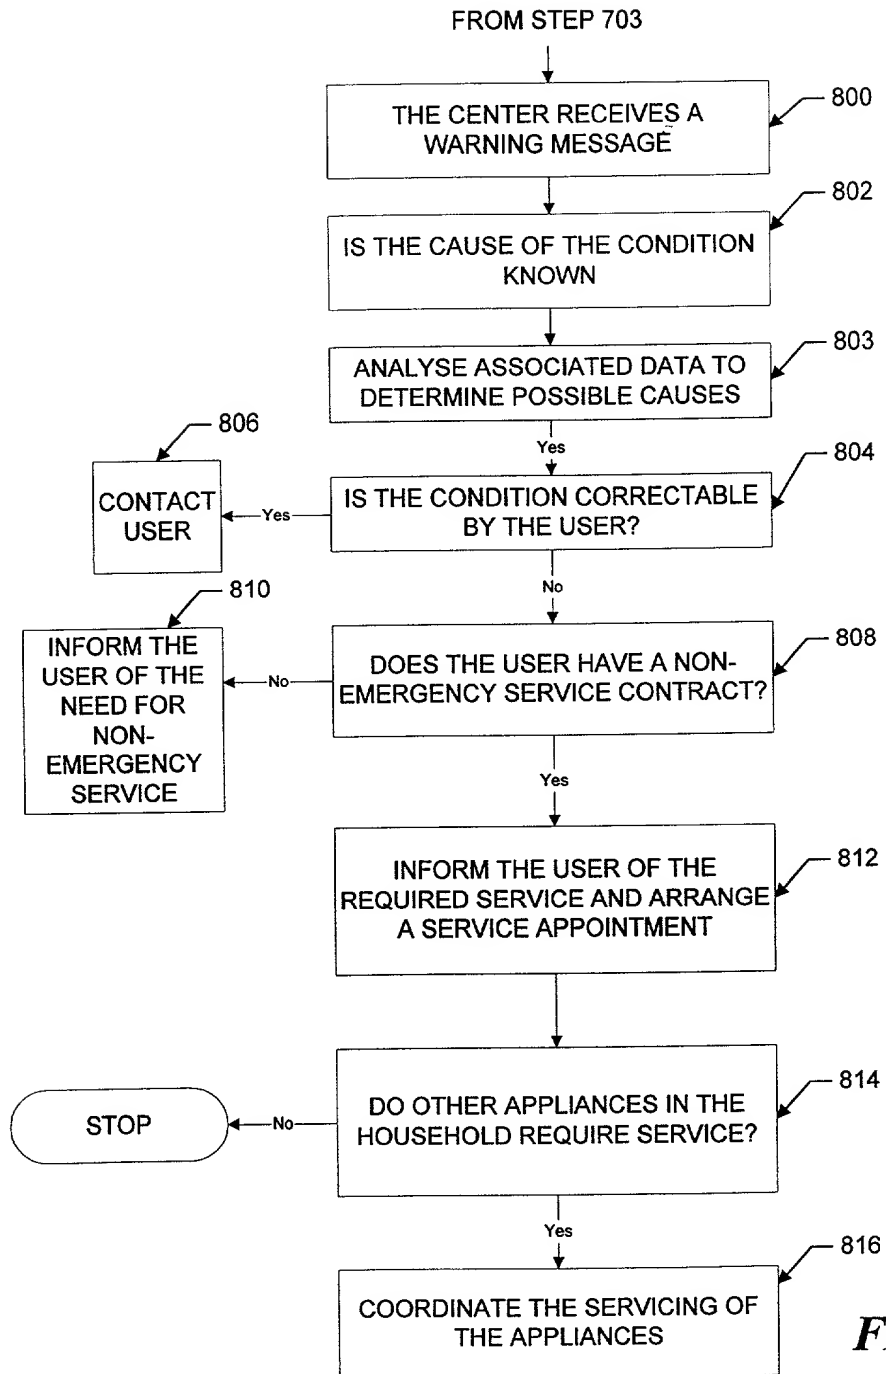 FROM STEP 703
THE CENTER RECEIVES A
WARNING MESSAGE
800
IS THE CAUSE OF THE CONDITION
KNOWN
802
ANALYSE ASSOCIATED DATA TO
DETERMINE POSSIBLE CAUSES
803
Yes
806
CONTACT
USER
Yes
IS THE CONDITION CORRECTABLE
BY THE USER?
804
No
810
INFORM THE
USER OF THE
NEED FOR
NON-
EMERGENCY
SERVICE
No
DOES THE USER HAVE A NON-
EMERGENCY SERVICE CONTRACT?
808
Yes
INFORM THE USER OF THE
REQUIRED SERVICE AND ARRANGE
A SERVICE APPOINTMENT
812
STOP
No
DO OTHER APPLIANCES IN THE
HOUSEHOLD REQUIRE SERVICE?
814
Yes
COORDINATE THE SERVICING OF
THE APPLIANCES
816